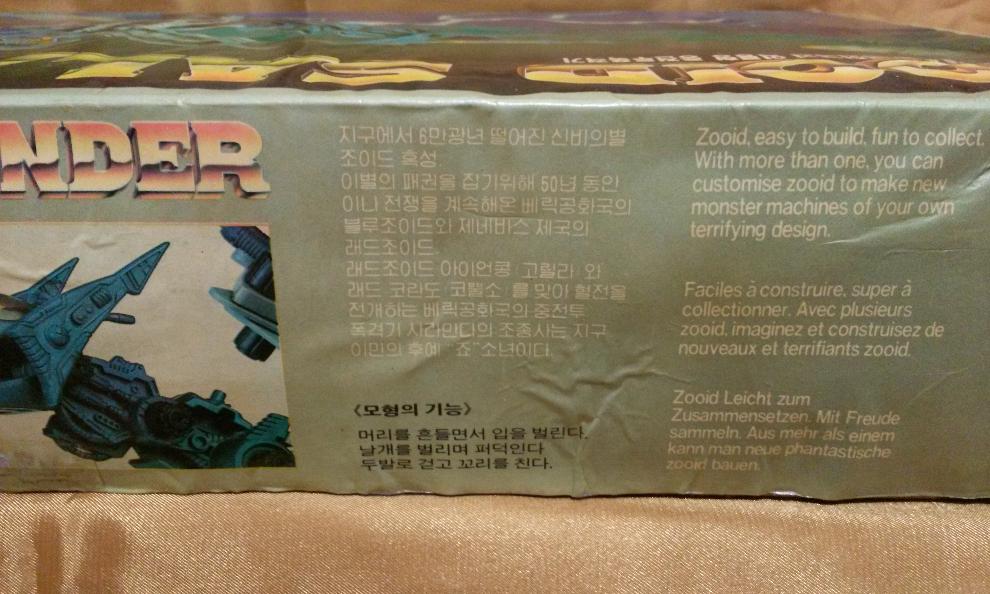 NDER
지구에서 6만광년 떨어진 신비의별
조이드 혹성.
이별의 패권을 잡기위해 50년 동안
이나 전쟁을 계속해온 베릭공화국의
블루조이드와 제네바스 제국의
래드조이드.
래드조이드 아이언콩(고릴라)와
래드 코란도(코뿔소)를 맞이 혈전을
전개하는 베릭공화국의 중전투
폭격기 사라만다의 조종사는 지구
이민의 후예 "죠"소년이다.
《모형의 기능》
머리를 흔들면서 입을 벌린다.
날개를 벌리며 퍼덕인다
두발로 걷고 꼬리를 친다.
Zooid, easy to build, fun to collect.
With more than one, you can
customise zooid to make new
monster machines of your own
terrifying design.
Faciles à construire, super à
collectionner. Avec plusieurs
zooid, imaginez et construisez de
nouveaux et terrifiants zooid.
Zooid Leicht zum
Zusammensetzen. Mit Freude
sammeln. Aus mehr als einem
kann man neue phantastische
zooid bauen.